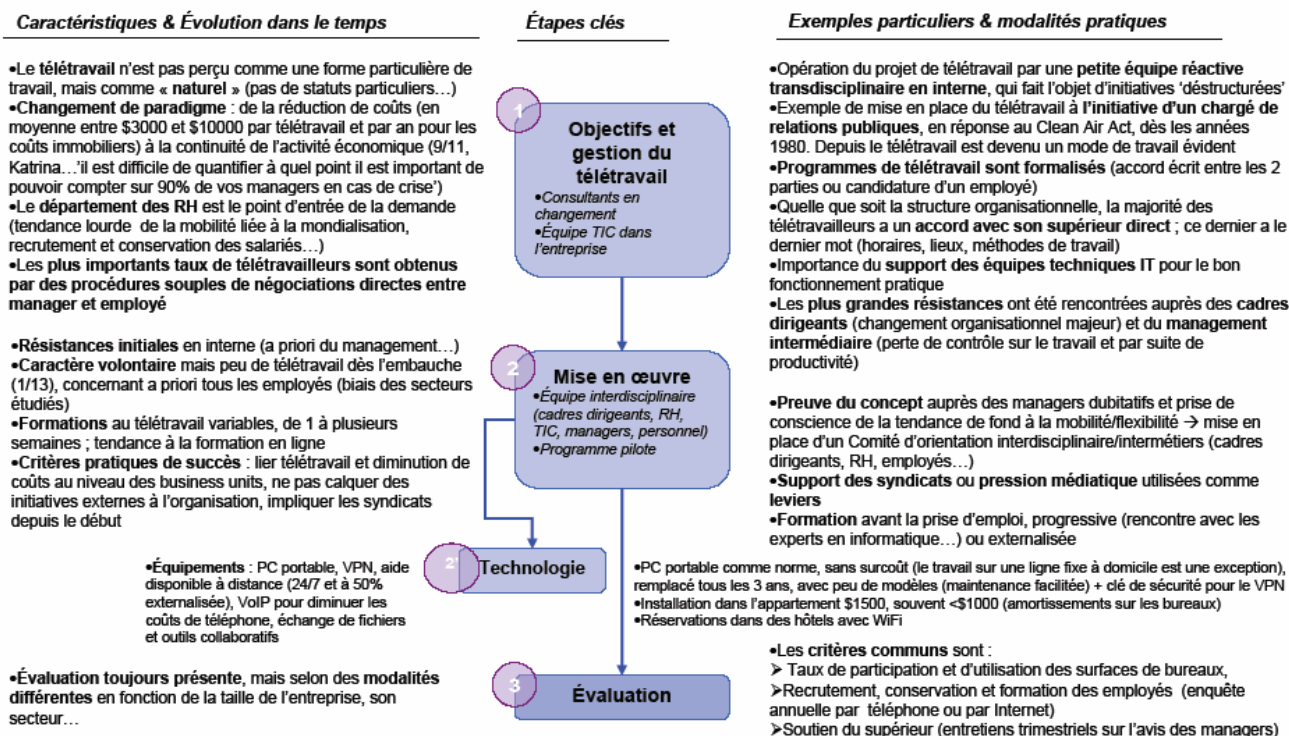 Caractéristiques & Évolution dans le temps
Étapes clés
Exemples particuliers & modalités pratiques
•Le télétravail n'est pas perçu comme une forme particulière de
travail, mais comme « naturel » (pas de statuts particuliers…)
•Changement de paradigme : de la réduction de coûts (en
moyenne entre $3000 et $10000 par télétravail et par an pour les
coûts immobiliers) à la continuité de l'activité économique (9/11,
Katrina…'il est difficile de quantifier à quel point il est important de
pouvoir compter sur 90% de vos managers en cas de crise')
•Le département des RH est le point d'entrée de la demande
(tendance lourde de la mobilité liée à la mondialisation,
recrutement et conservation des salariés…)
•Les plus importants taux de télétravailleurs sont obtenus
par des procédures souples de négociations directes entre
manager et employé
1
Objectifs et
gestion du
télétravail
•Consultants en
changement
•Équipe TIC dans
l'entreprise
•Opération du projet de télétravail par une petite équipe réactive
transdisciplinaire en interne, qui fait l'objet d'initiatives 'déstructurées'
•Exemple de mise en place du télétravail à l'initiative d'un chargé de
relations publiques, en réponse au Clean Air Act, dès les années
1980. Depuis le télétravail est devenu un mode de travail évident
•Programmes de télétravail sont formalisés (accord écrit entre les 2
parties ou candidature d'un employé)
•Quelle que soit la structure organisationnelle, la majorité des
télétravailleurs a un accord avec son supérieur direct ; ce dernier a le
dernier mot (horaires, lieux, méthodes de travail)
•Importance du support des équipes techniques IT pour le bon
fonctionnement pratique
•Les plus grandes résistances ont été rencontrées auprès des cadres
dirigeants (changement organisationnel majeur) et du management
intermédiaire (perte de contrôle sur le travail et par suite de
productivité)
•Résistances initiales en interne (a priori du management…)
•Caractère volontaire mais peu de télétravail dès l'embauche
(1/13), concernant a priori tous les employés (biais des secteurs
étudiés)
•Formations au télétravail variables, de 1 à plusieurs
semaines ; tendance à la formation en ligne
•Critères pratiques de succès : lier télétravail et diminution de
coûts au niveau des business units, ne pas calquer des
initiatives externes à l'organisation, impliquer les syndicats
depuis le début
2
Mise en œuvre
•Équipe interdisciplinaire
(cadres dirigeants, RH,
TIC, managers, personnel)
•Programme pilote
•Preuve du concept auprès des managers dubitatifs et prise de
conscience de la tendance de fond à la mobilité/flexibilité → mise en
place d'un Comité d'orientation interdisciplinaire/intermétiers (cadres
dirigeants, RH, employés…)
•Support des syndicats ou pression médiatique utilisées comme
leviers
•Formation avant la prise d'emploi, progressive (rencontre avec les
experts en informatique…) ou externalisée
•Équipements : PC portable, VPN, aide
disponible à distance (24/7 et à 50%
externalisée), VoIP pour diminuer les
coûts de téléphone, échange de fichiers
et outils collaboratifs
2'
Technologie
•PC portable comme norme, sans surcoût (le travail sur une ligne fixe à domicile est une exception),
remplacé tous les 3 ans, avec peu de modèles (maintenance facilitée) + clé de sécurité pour le VPN
•Installation dans l'appartement $1500, souvent <$1000 (amortissements sur les bureaux)
•Réservations dans des hôtels avec WiFi
•Évaluation toujours présente, mais selon des modalités
différentes en fonction de la taille de l'entreprise, son
secteur…
3
Évaluation
•Les critères communs sont :
➢ Taux de participation et d'utilisation des surfaces de bureaux,
➢Recrutement, conservation et formation des employés (enquête
annuelle par téléphone ou par Internet)
➢Soutien du supérieur (entretiens trimestriels sur l'avis des managers)